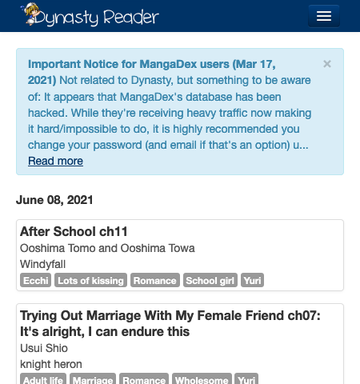 Dynasty Reader
Important Notice for MangaDex users (Mar 17,
2021) Not related to Dynasty, but something to be aware
of: It appears that MangaDex's database has been
hacked. While they're receiving heavy traffic now making
it hard/impossible to do, it is highly recommended you
change your password (and email if that's an option) u...
Read more
×
June 08, 2021
After School ch11
Ooshima Tomo and Ooshima Towa
Windyfall
Ecchi Lots of kissing Romance School girl Yuri
Trying Out Marriage With My Female Friend ch07:
It's alright, I can endure this
Usui Shio
knight heron
Adult life Marriage Romance Wholesome Yuri